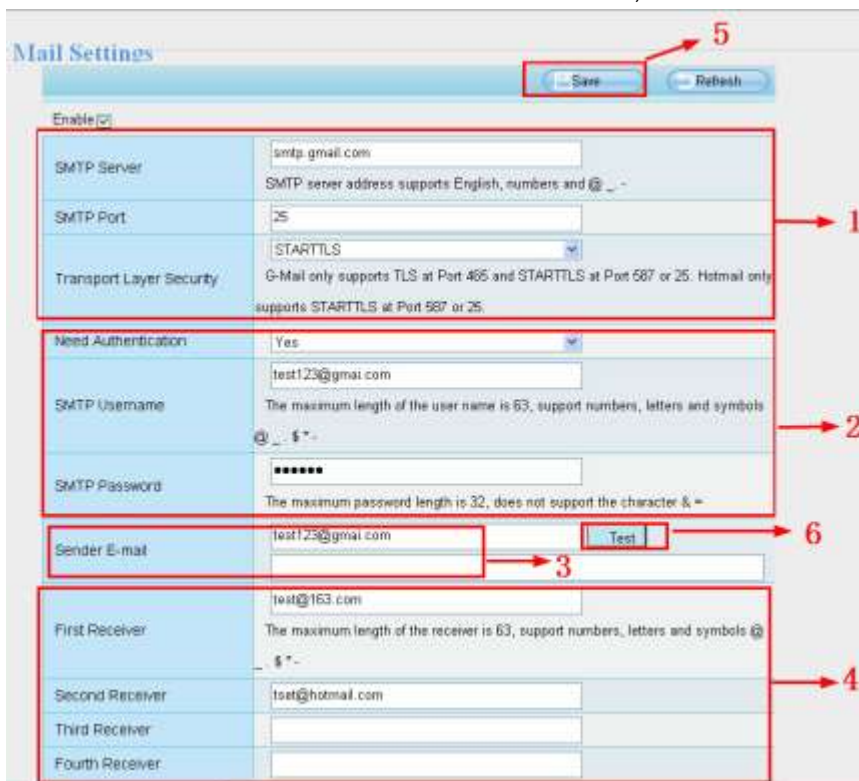 5
Mail Settings
Save Refresh
Enable
SMTP Server
smtp.gmail.com
SMTP server address supports English, numbers and @ _ . -
SMTP Port
25
1
Transport Layer Security
STARTTLS
G-Mail only supports TLS at Port 465 and STARTTLS at Port 587 or 25. Hotmail only
supports STARTTLS at Port 587 or 25.
Need Authentication
Yes
SMTP Username
test123@gmai.com
The maximum length of the user name is 63, support numbers, letters and symbols
@ _ . $ * -
2
SMTP Password
••••••
The maximum password length is 32, does not support the character & =
Sender E-mail
test123@gmai.com
Test
6
3
First Receiver
test@163.com
The maximum length of the receiver is 63, support numbers, letters and symbols @
_ . $ * -
4
Second Receiver
tset@hotmail.com
Third Receiver
Fourth Receiver